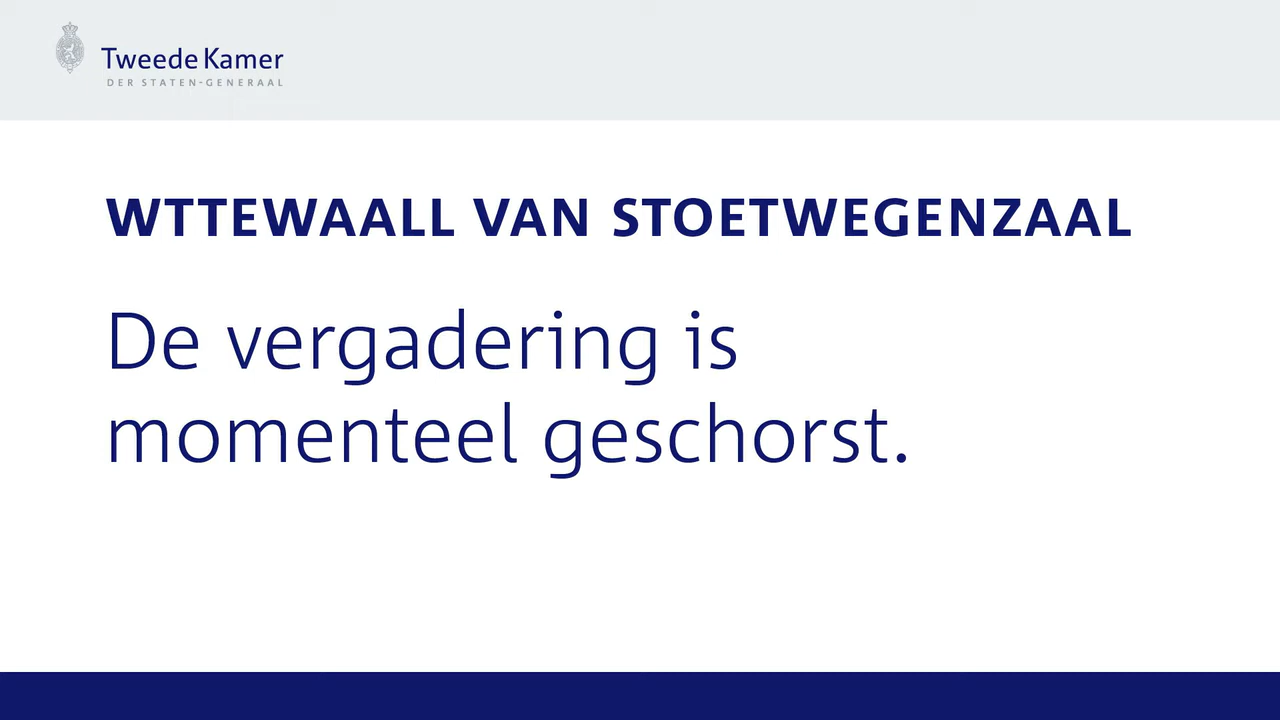 Tweede Kamer
DER STATEN-GENERAAL
WTTEWAALL VAN STOETWEGENZAAL
De vergadering is
momenteel geschorst.